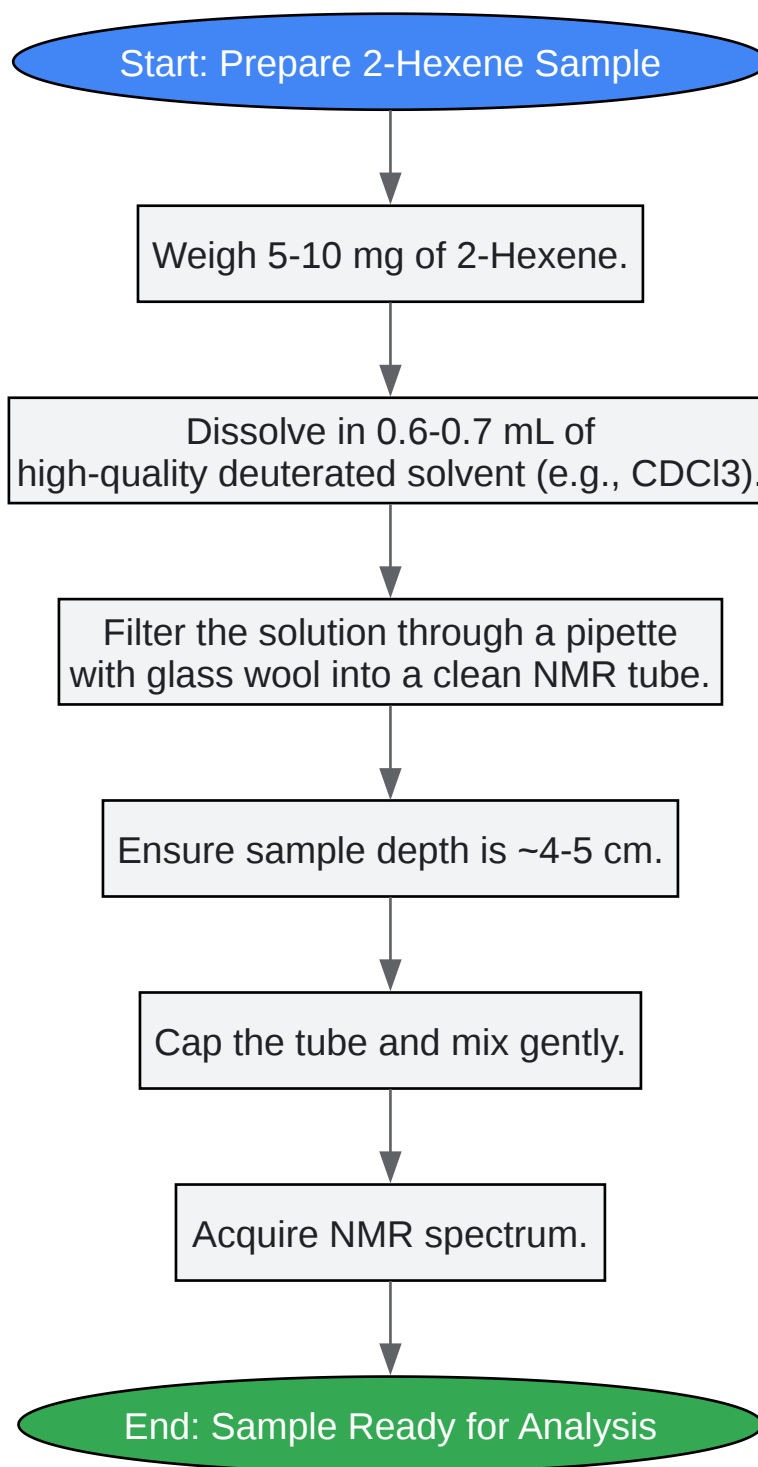 Start: Prepare 2-Hexene Sample
Weigh 5-10 mg of 2-Hexene.
Dissolve in 0.6-0.7 mL of
high-quality deuterated solvent (e.g., CDCl3).
Filter the solution through a pipette
with glass wool into a clean NMR tube.
Ensure sample depth is ~4-5 cm.
Cap the tube and mix gently.
Acquire NMR spectrum.
End: Sample Ready for Analysis